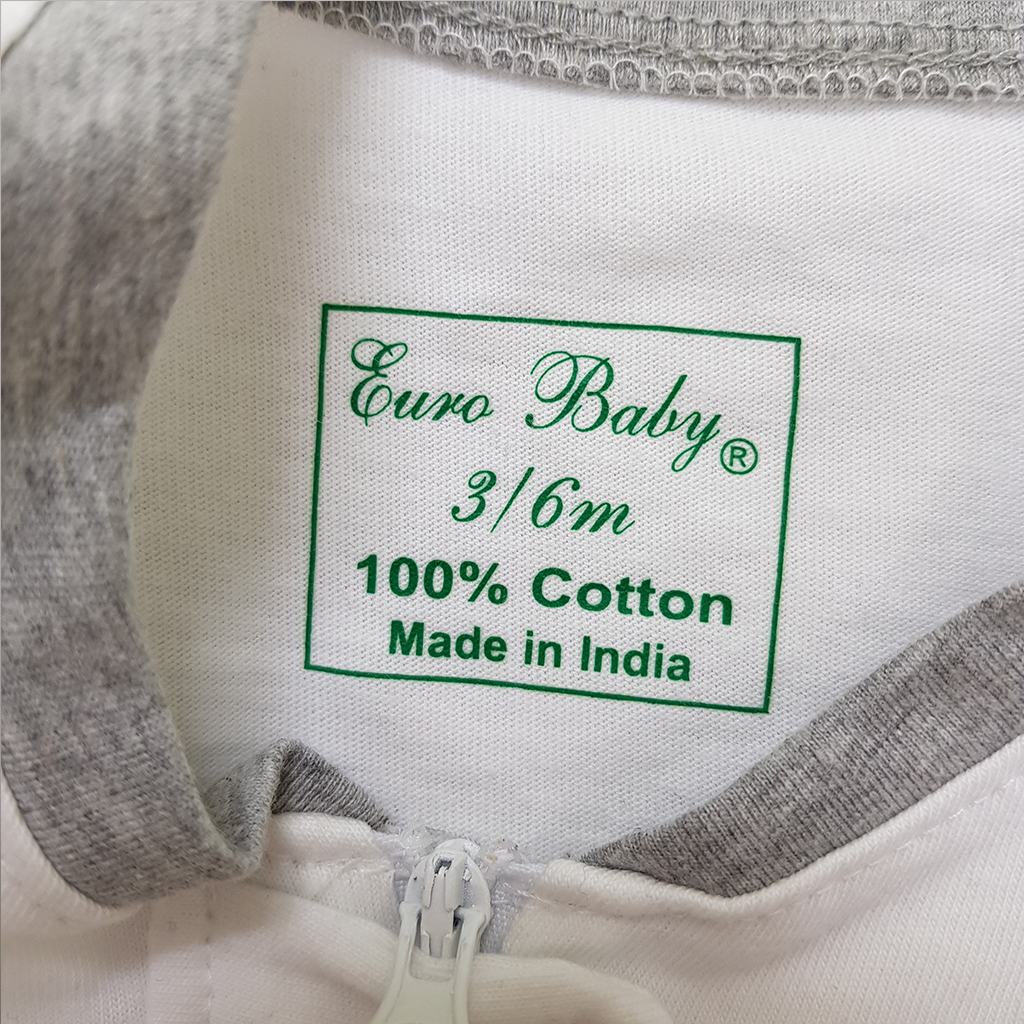 Euro Baby®
3/6m
100% Cotton
Made in India